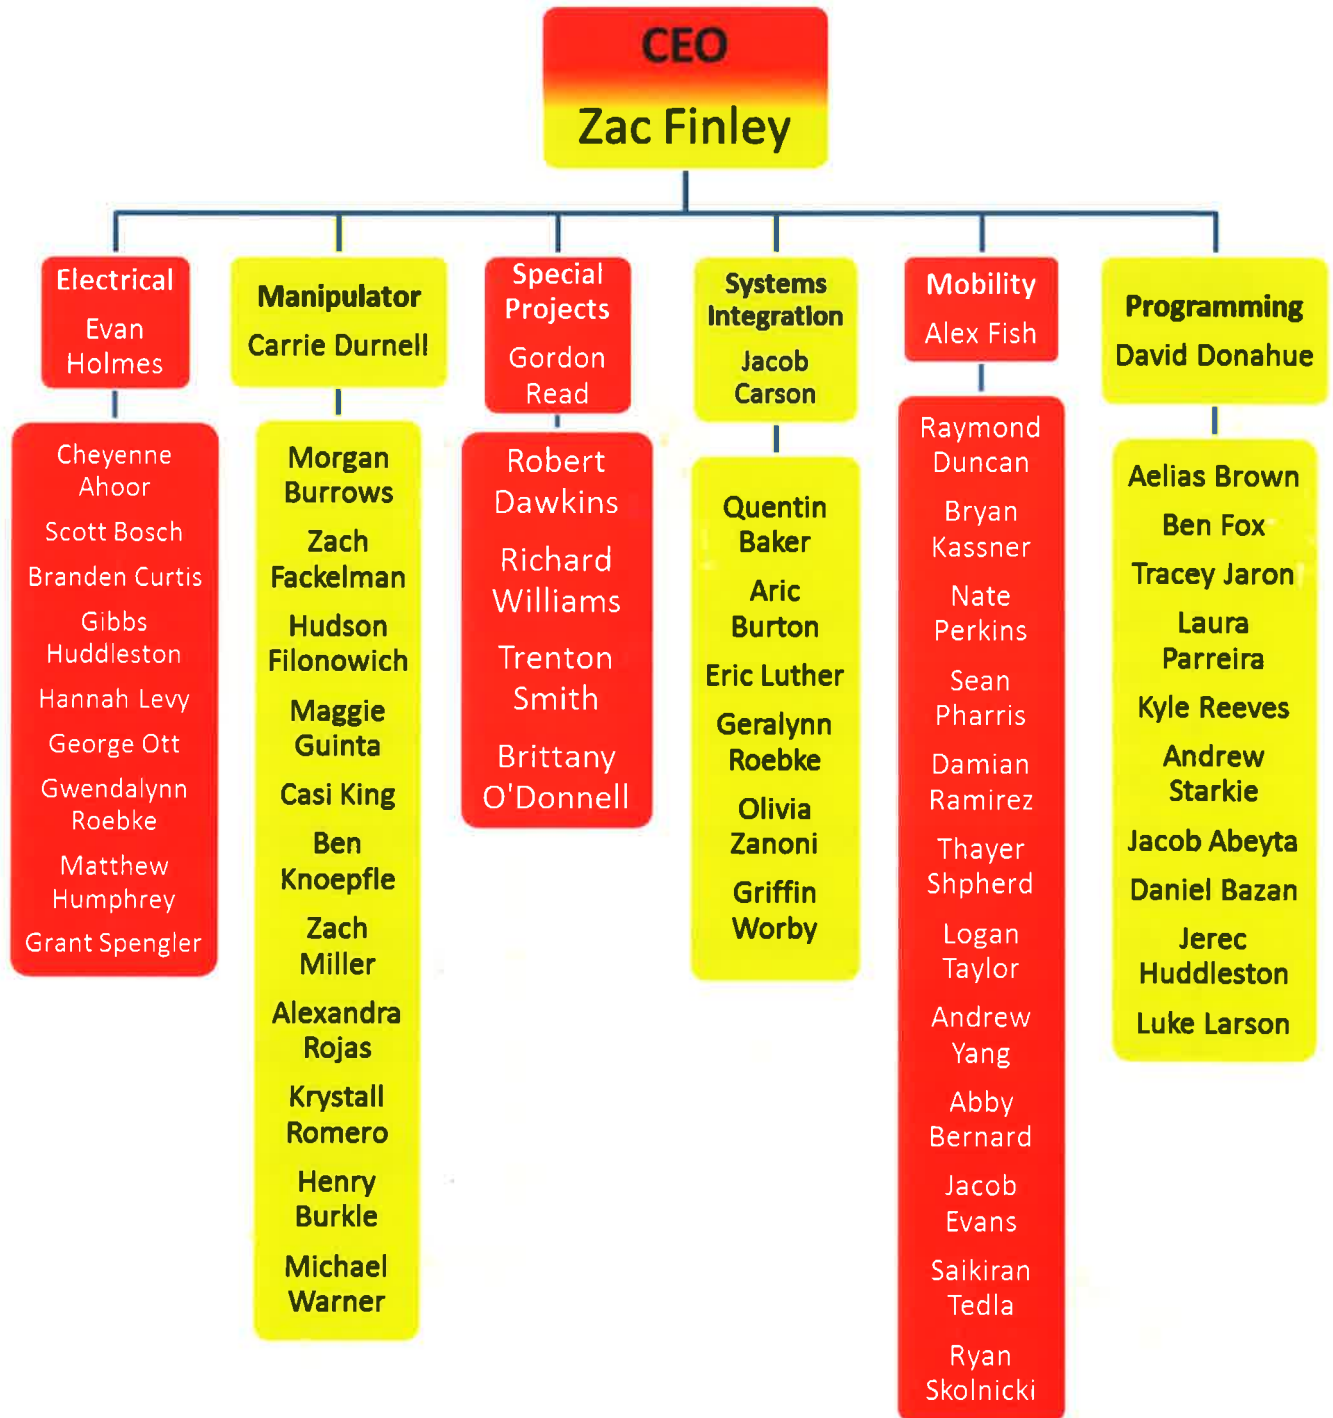 CEO
Zac Finley
Electrical
Evan
Holmes
Cheyenne
Ahoor
Scott Bosch
Branden Curtis
Gibbs
Huddleston
Hannah Levy
George Ott
Gwendalynn
Roebke
Matthew
Humphrey
Grant Spengler
Manipulator
Carrie Durnell
Morgan
Burrows
Zach
Fackelman
Hudson
Filonowich
Maggie
Guinta
Casi King
Ben
Knoepfle
Zach
Miller
Alexandra
Rojas
Krystall
Romero
Henry
Burkle
Michael
Warner
Special
Projects
Gordon
Read
Robert
Dawkins
Richard
Williams
Trenton
Smith
Brittany
O'Donnell
Systems
Integration
Jacob
Carson
Quentin
Baker
Aric
Burton
Eric Luther
Geralynn
Roebke
Olivia
Zanoni
Griffin
Worby
Mobility
Alex Fish
Raymond
Duncan
Bryan
Kassner
Nate
Perkins
Sean
Pharris
Damian
Ramirez
Thayer
Shpherd
Logan
Taylor
Andrew
Yang
Abby
Bernard
Jacob
Evans
Saikiran
Tedla
Ryan
Skolnicki
Programming
David Donahue
Aelias Brown
Ben Fox
Tracey Jaron
Laura
Parreira
Kyle Reeves
Andrew
Starkie
Jacob Abeyta
Daniel Bazan
Jerec
Huddleston
Luke Larson